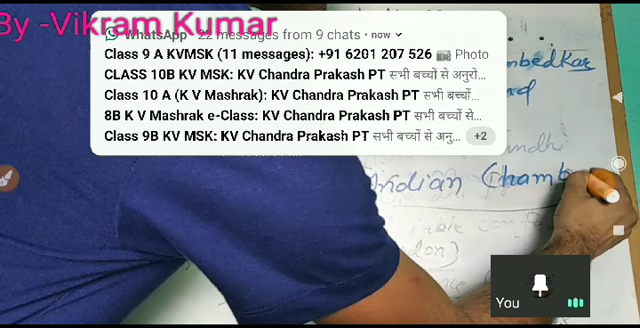 By -Vikram Kumar
WhatsApp · 22 messages from 9 chats · now
Class 9 A KVMSK (11 messages): +91 6201 207 526 📷 Photo
CLASS 10B KV MSK: KV Chandra Prakash PT सभी बच्चों से अनुरो...
Class 10 A (K V Mashrak): KV Chandra Prakash PT सभी बच्चों...
8B K V Mashrak e-Class: KV Chandra Prakash PT सभी बच्चों से...
Class 9B KV MSK: KV Chandra Prakash PT सभी बच्चों से अनु... +2
mbedkar
ndhi
Indian Chamb
don)
You